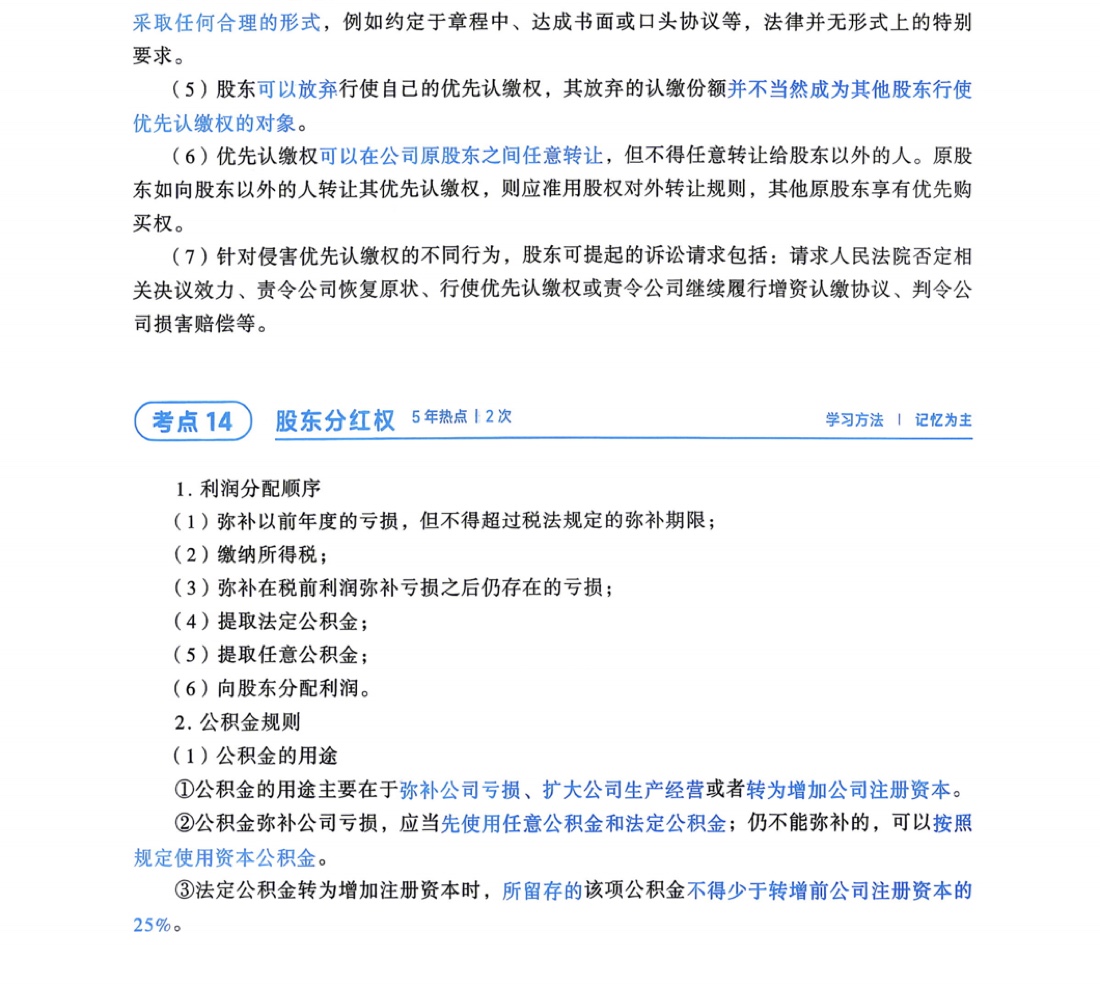 采取任何合理的形式，例如约定于章程中、达成书面或口头协议等，法律并无形式上的特别
要求。
（5）股东可以放弃行使自己的优先认缴权，其放弃的认缴份额并不当然成为其他股东行使
优先认缴权的对象。
（6）优先认缴权可以在公司原股东之间任意转让，但不得任意转让给股东以外的人。原股
东如向股东以外的人转让其优先认缴权，则应准用股权对外转让规则，其他原股东享有优先购
买权。
（7）针对侵害优先认缴权的不同行为，股东可提起的诉讼请求包括：请求人民法院否定相
关决议效力、责令公司恢复原状、行使优先认缴权或责令公司继续履行增资认缴协议、判令公
司损害赔偿等。
考点 14 股东分红权 5 年热点 | 2 次 学习方法 | 记忆为主
1. 利润分配顺序
（1）弥补以前年度的亏损，但不得超过税法规定的弥补期限；
（2）缴纳所得税；
（3）弥补在税前利润弥补亏损之后仍存在的亏损；
（4）提取法定公积金；
（5）提取任意公积金；
（6）向股东分配利润。
2. 公积金规则
（1）公积金的用途
①公积金的用途主要在于弥补公司亏损、扩大公司生产经营或者转为增加公司注册资本。
②公积金弥补公司亏损，应当先使用任意公积金和法定公积金；仍不能弥补的，可以按照
规定使用资本公积金。
③法定公积金转为增加注册资本时，所留存的该项公积金不得少于转增前公司注册资本的
25%。